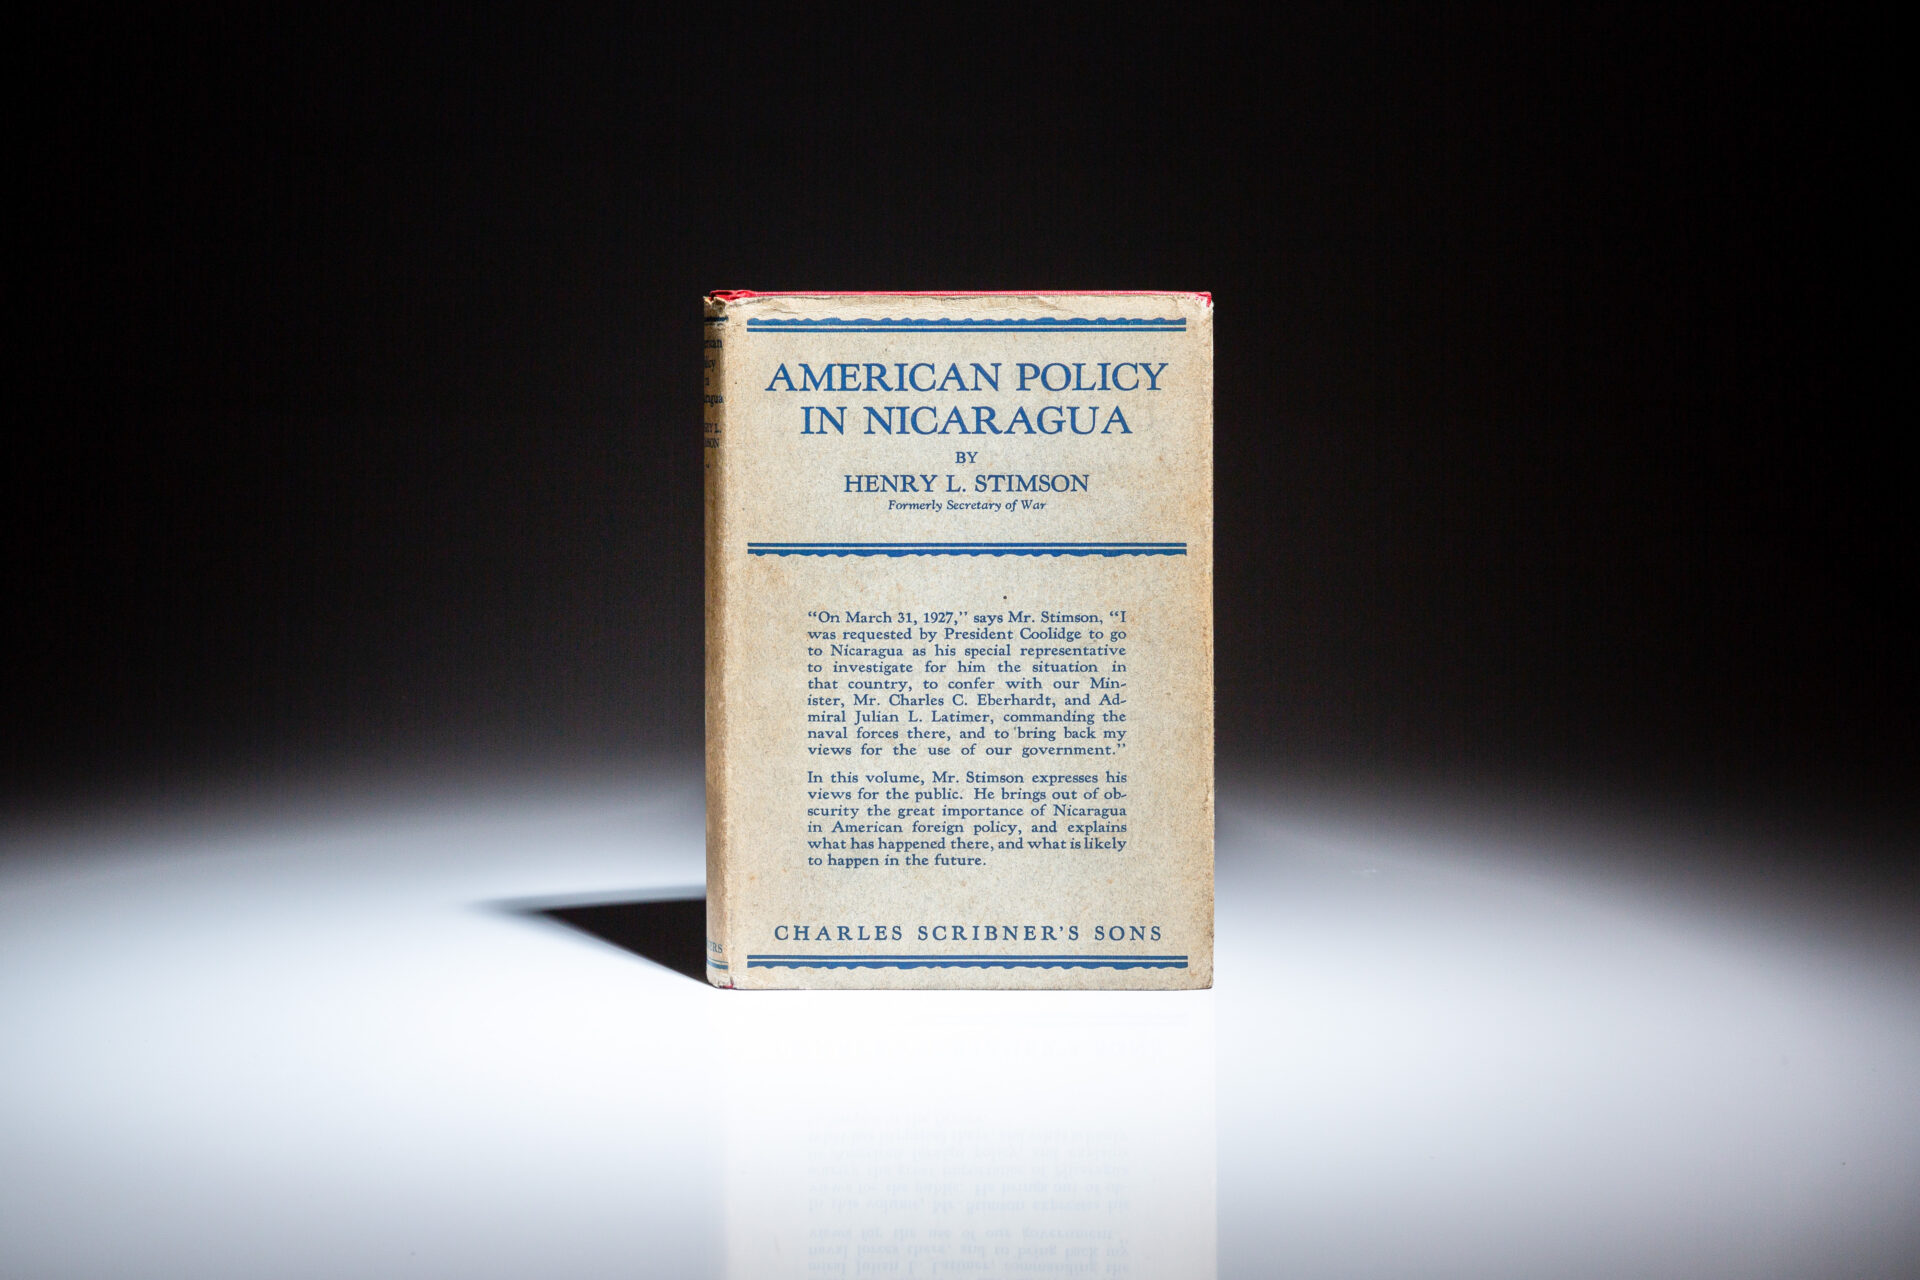 AMERICAN POLICY
IN NICARAGUA
BY
HENRY L. STIMSON
Formerly Secretary of War
“On March 31, 1927,” says Mr. Stimson, “I
was requested by President Coolidge to go
to Nicaragua as his special representative
to investigate for him the situation in
that country, to confer with our Min-
ister, Mr. Charles C. Eberhardt, and Ad-
miral Julian L. Latimer, commanding the
naval forces there, and to bring back my
views for the use of our government.”
In this volume, Mr. Stimson expresses his
views for the public. He brings out of ob-
scurity the great importance of Nicaragua
in American foreign policy, and explains
what has happened there, and what is likely
to happen in the future.
CHARLES SCRIBNER’S SONS